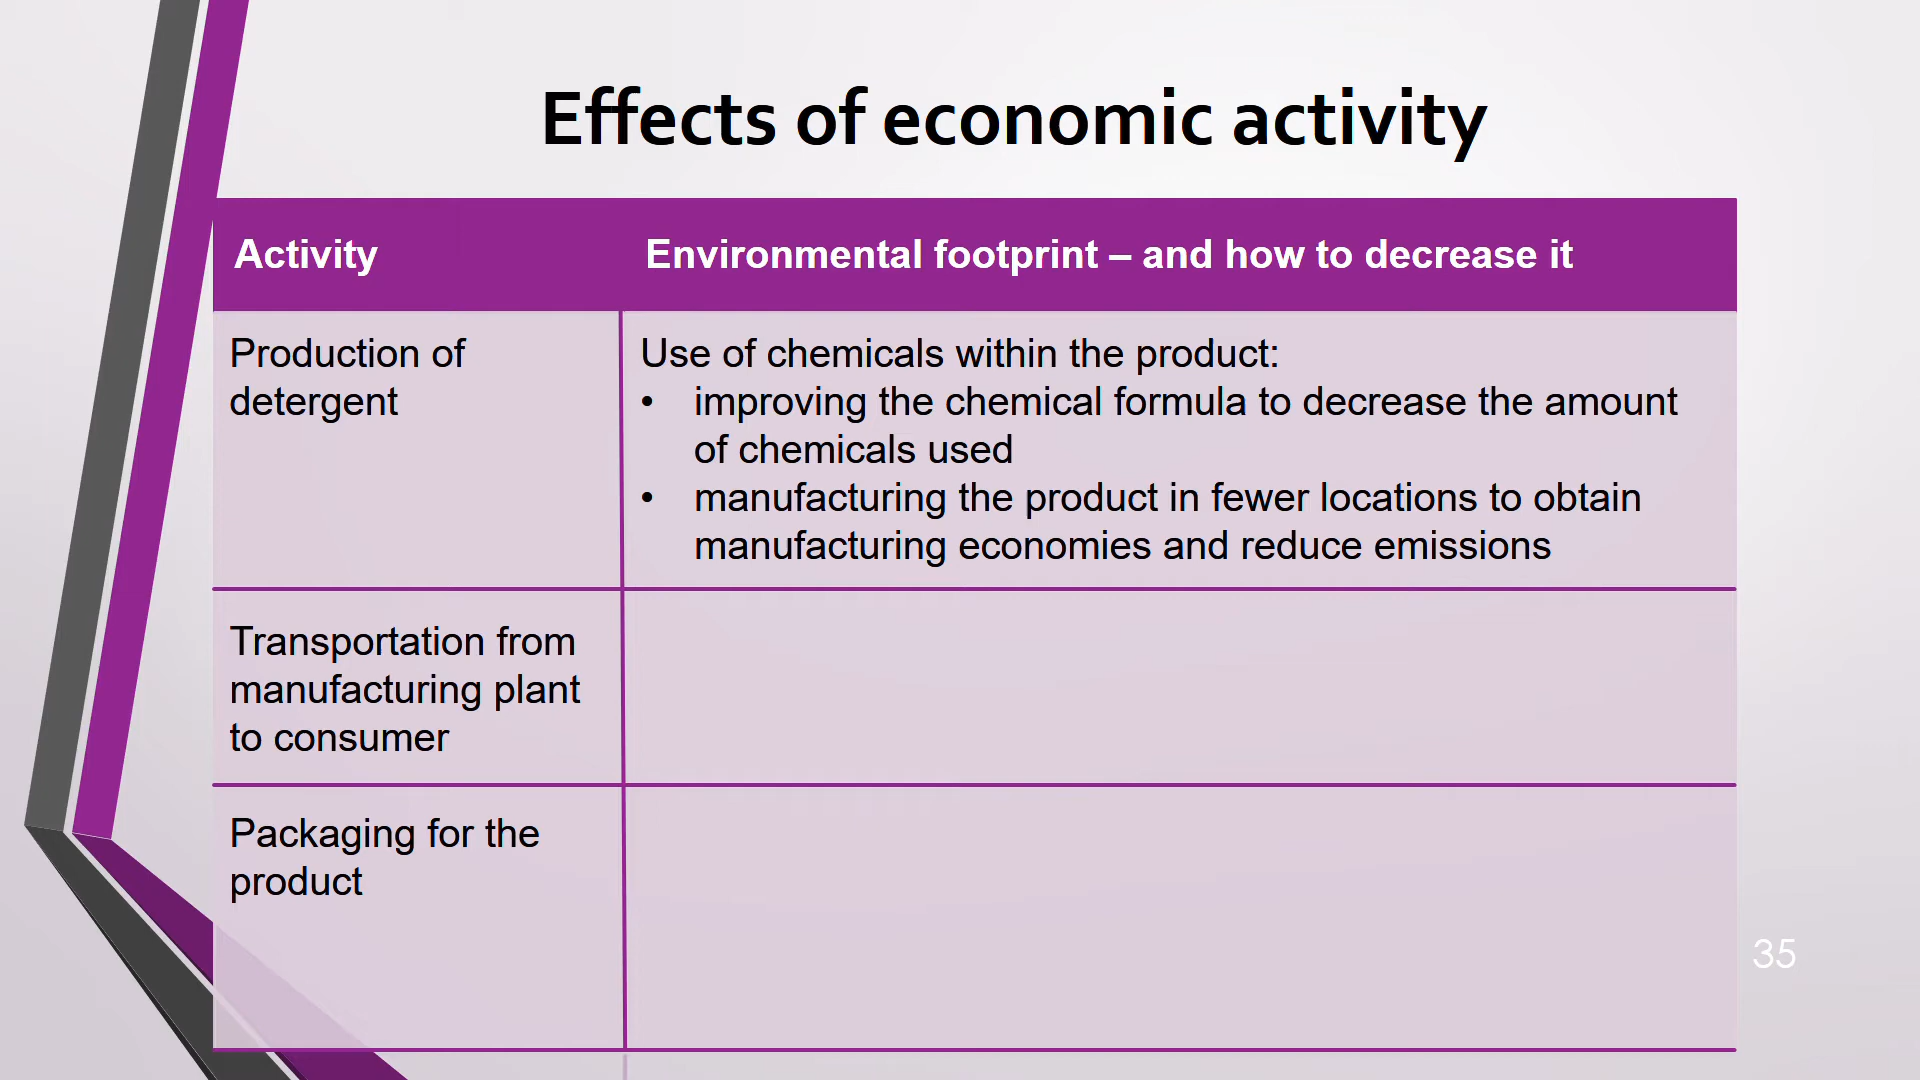 Effects of economic activity
Activity
Environmental footprint – and how to decrease it
Production of
detergent
Use of chemicals within the product:
• improving the chemical formula to decrease the amount
of chemicals used
• manufacturing the product in fewer locations to obtain
manufacturing economies and reduce emissions
Transportation from
manufacturing plant
to consumer
Packaging for the
product
35